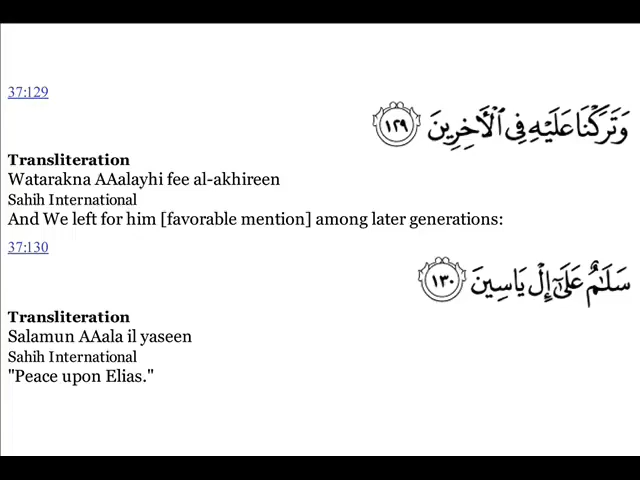 37:129
وَتَرَكْنَا عَلَيْهِ فِي ٱلْأَخِرِينَ ١٢٩
Transliteration
Watarakna AAalayhi fee al-akhireen
Sahih International
And We left for him [favorable mention] among later generations:
37:130
سَلَٰمٌ عَلَىٰٓ إِلْ يَاسِينَ ١٣٠
Transliteration
Salamun AAala il yaseen
Sahih International
"Peace upon Elias."